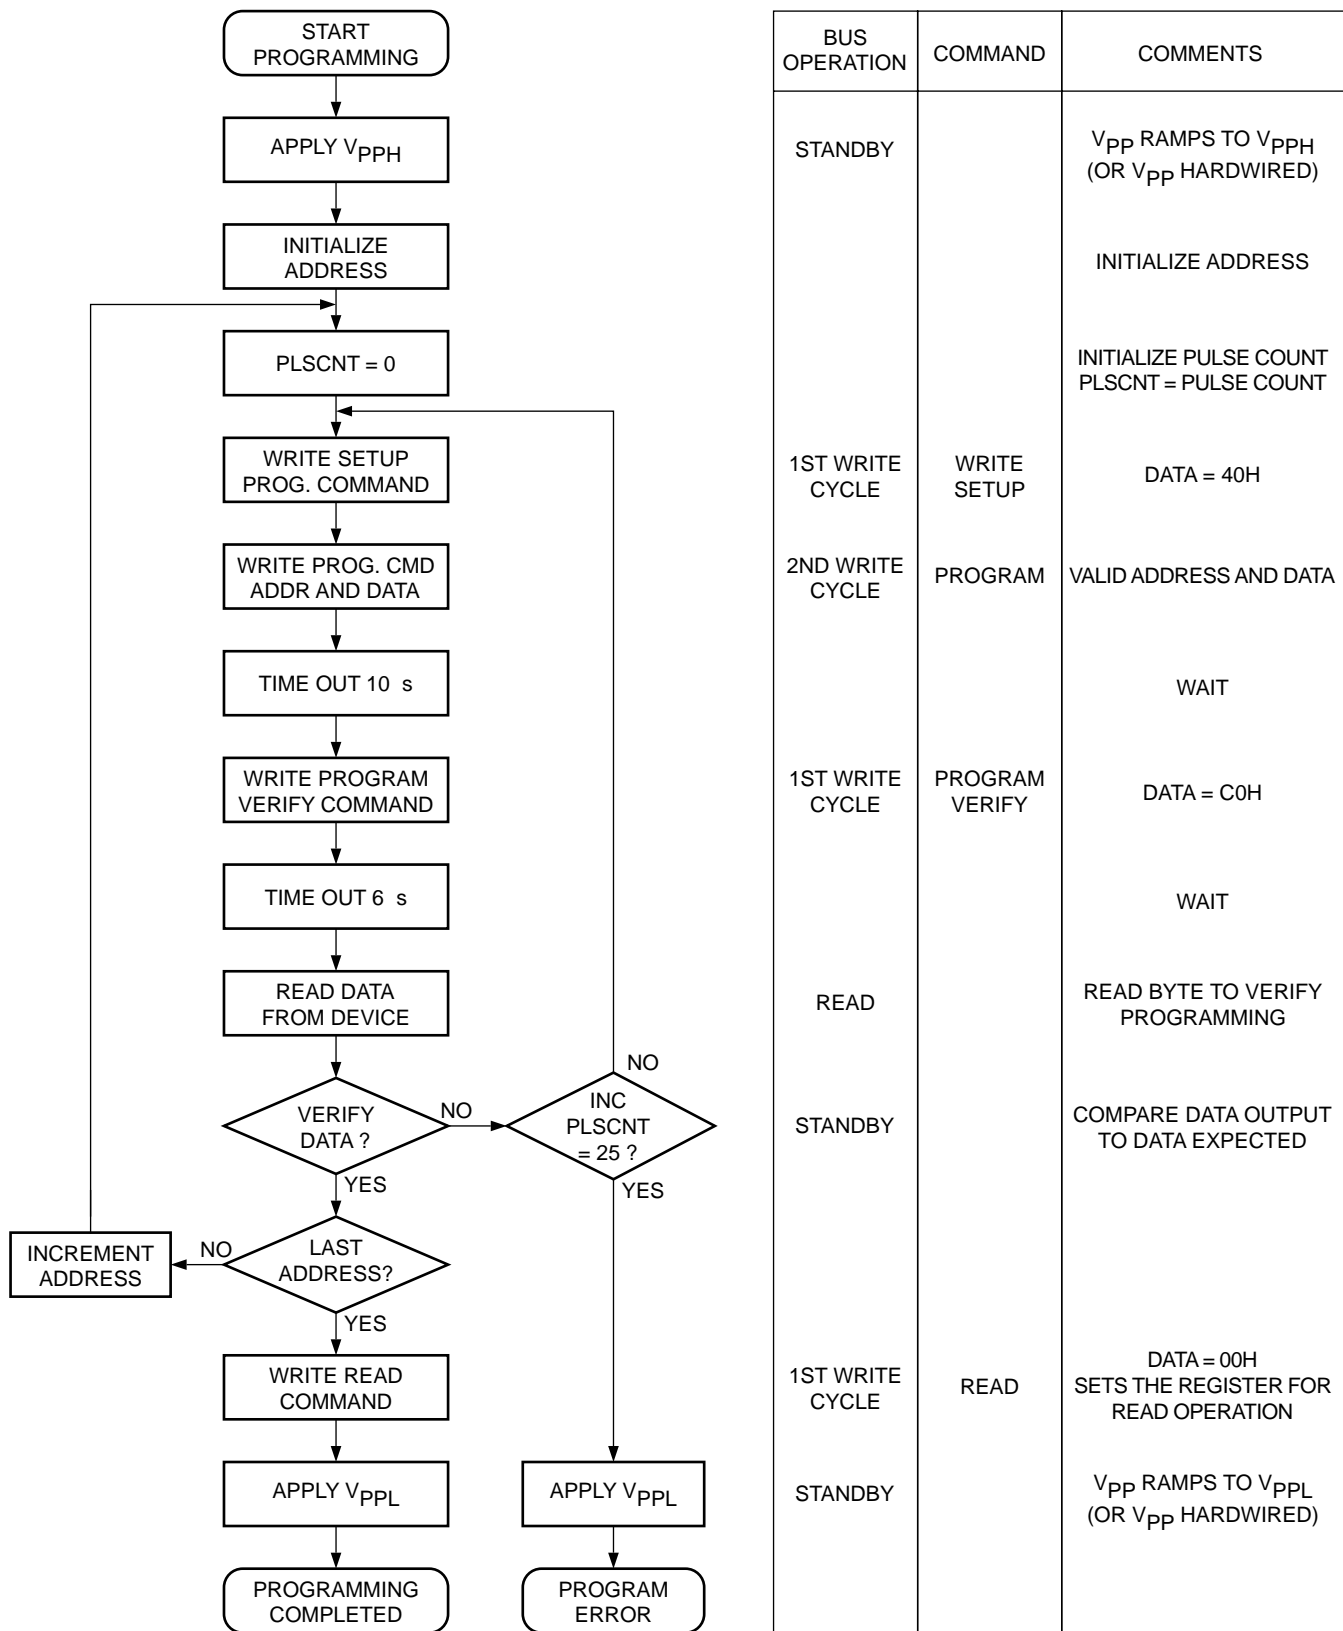 START
PROGRAMMING
APPLY VPPH
INITIALIZE
ADDRESS
PLSCNT = 0
WRITE SETUP
PROG. COMMAND
WRITE PROG. CMD
ADDR AND DATA
TIME OUT 10 s
WRITE PROGRAM
VERIFY COMMAND
TIME OUT 6 s
READ DATA
FROM DEVICE
VERIFY
DATA ?
NO
YES
INC
PLSCNT
= 25 ?
NO
YES
LAST
ADDRESS?
NO
YES
INCREMENT
ADDRESS
WRITE READ
COMMAND
APPLY VPPL
PROGRAMMING
COMPLETED
APPLY VPPL
PROGRAM
ERROR
BUS
OPERATION
COMMAND
COMMENTS
STANDBY
VPP RAMPS TO VPPH
(OR VPP HARDWIRED)
INITIALIZE ADDRESS
INITIALIZE PULSE COUNT
PLSCNT = PULSE COUNT
1ST WRITE
CYCLE
WRITE
SETUP
DATA = 40H
2ND WRITE
CYCLE
PROGRAM
VALID ADDRESS AND DATA
WAIT
1ST WRITE
CYCLE
PROGRAM
VERIFY
DATA = C0H
WAIT
READ
READ BYTE TO VERIFY
PROGRAMMING
STANDBY
COMPARE DATA OUTPUT
TO DATA EXPECTED
1ST WRITE
CYCLE
READ
DATA = 00H
SETS THE REGISTER FOR
READ OPERATION
STANDBY
VPP RAMPS TO VPPL
(OR VPP HARDWIRED)